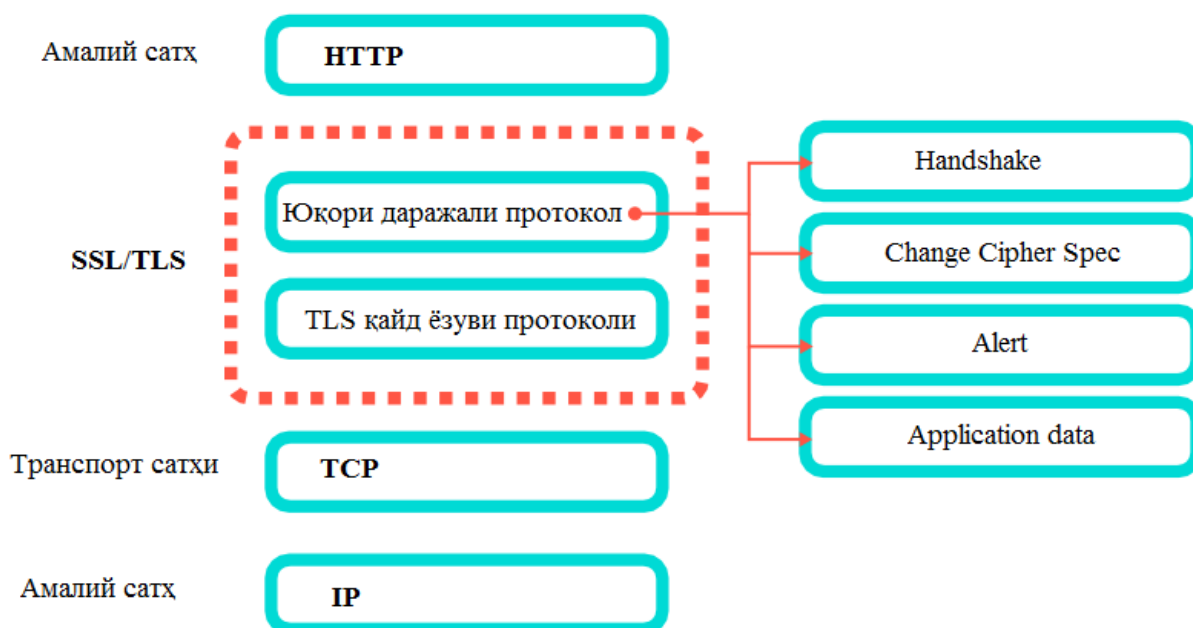 Амалий сатҳ
HTTP
SSL/TLS
Юқори даражали протокол
TLS қайд ёзуви протоколи
Handshake
Change Cipher Spec
Alert
Application data
Транспорт сатҳи
TCP
Амалий сатҳ
IP